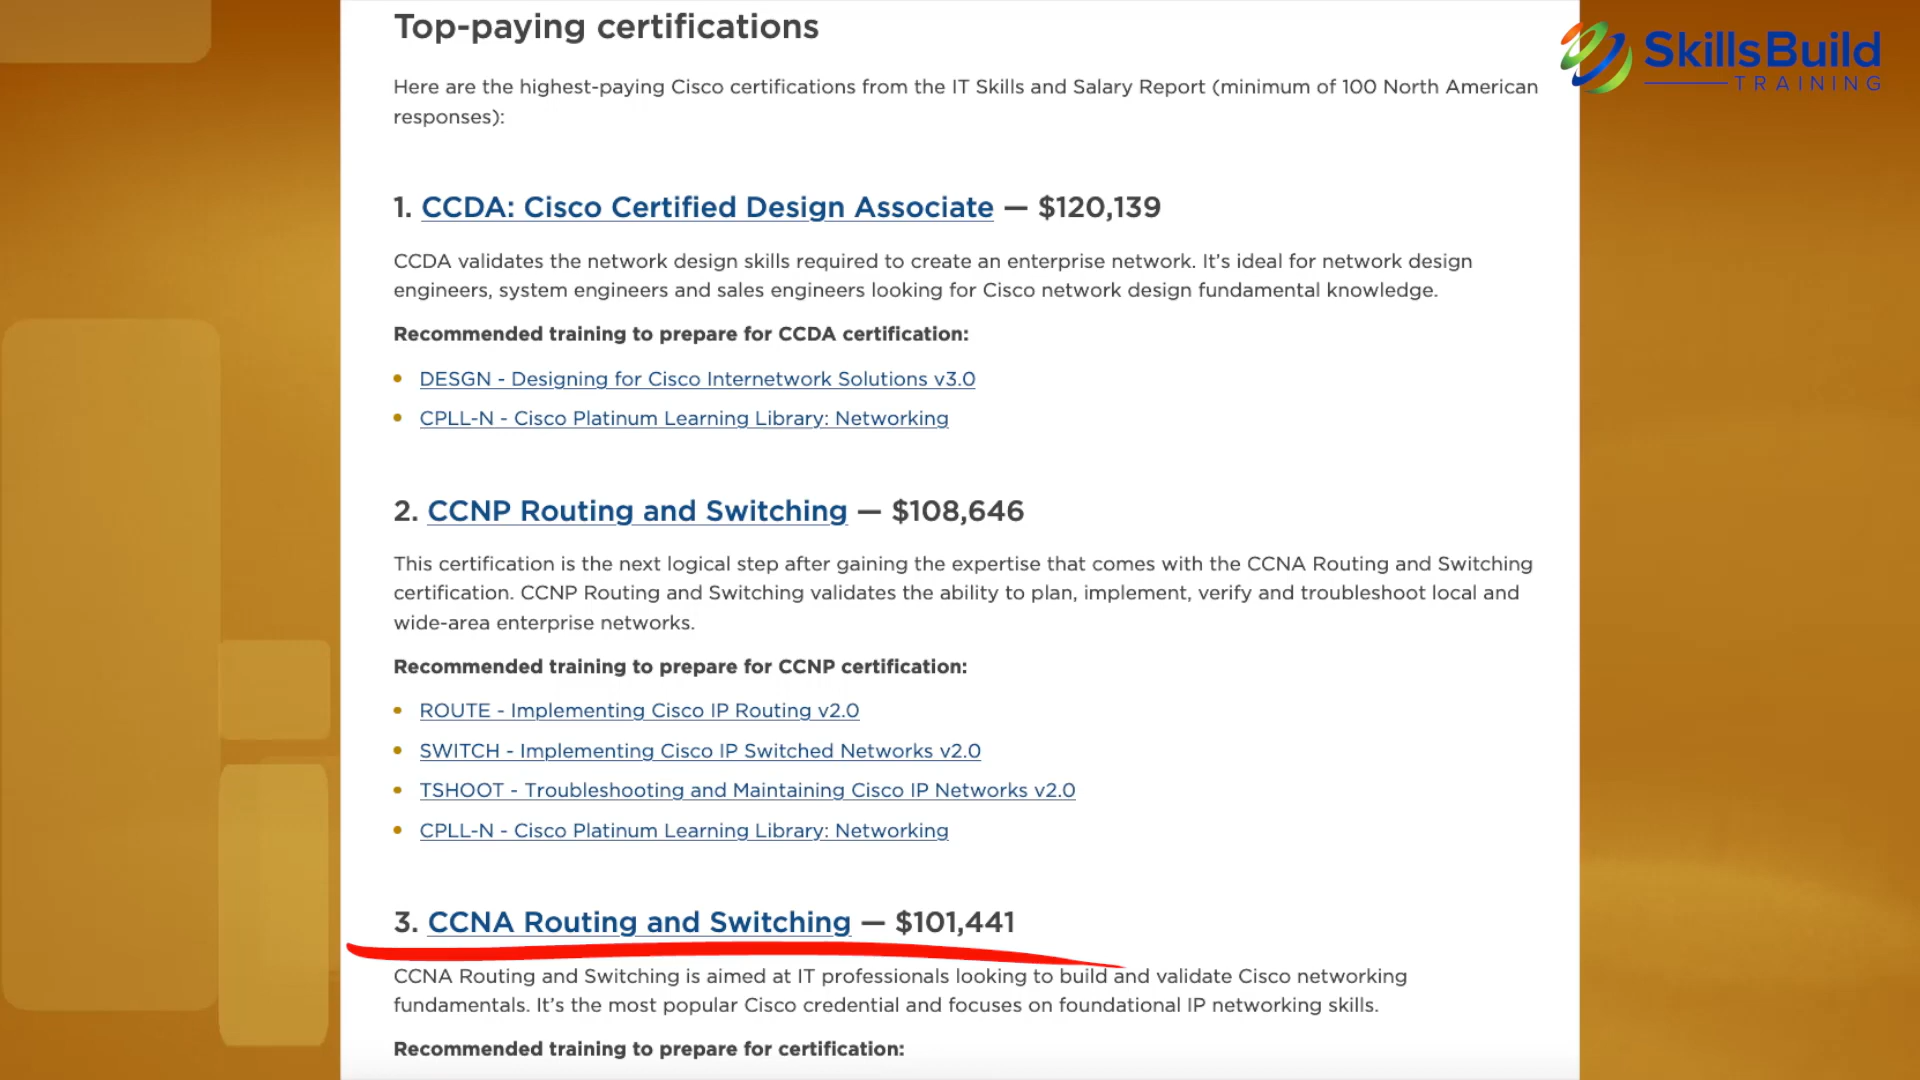 Top-paying certifications
SkillsBuild
TRAINING
Here are the highest-paying Cisco certifications from the IT Skills and Salary Report (minimum of 100 North American
responses):
1. CCDA: Cisco Certified Design Associate — $120,139
CCDA validates the network design skills required to create an enterprise network. It’s ideal for network design
engineers, system engineers and sales engineers looking for Cisco network design fundamental knowledge.
Recommended training to prepare for CCDA certification:
• DESGN - Designing for Cisco Internetwork Solutions v3.0
• CPLL-N - Cisco Platinum Learning Library: Networking
2. CCNP Routing and Switching — $108,646
This certification is the next logical step after gaining the expertise that comes with the CCNA Routing and Switching
certification. CCNP Routing and Switching validates the ability to plan, implement, verify and troubleshoot local and
wide-area enterprise networks.
Recommended training to prepare for CCNP certification:
• ROUTE - Implementing Cisco IP Routing v2.0
• SWITCH - Implementing Cisco IP Switched Networks v2.0
• TSHOOT - Troubleshooting and Maintaining Cisco IP Networks v2.0
• CPLL-N - Cisco Platinum Learning Library: Networking
3. CCNA Routing and Switching — $101,441
CCNA Routing and Switching is aimed at IT professionals looking to build and validate Cisco networking
fundamentals. It’s the most popular Cisco credential and focuses on foundational IP networking skills.
Recommended training to prepare for certification: